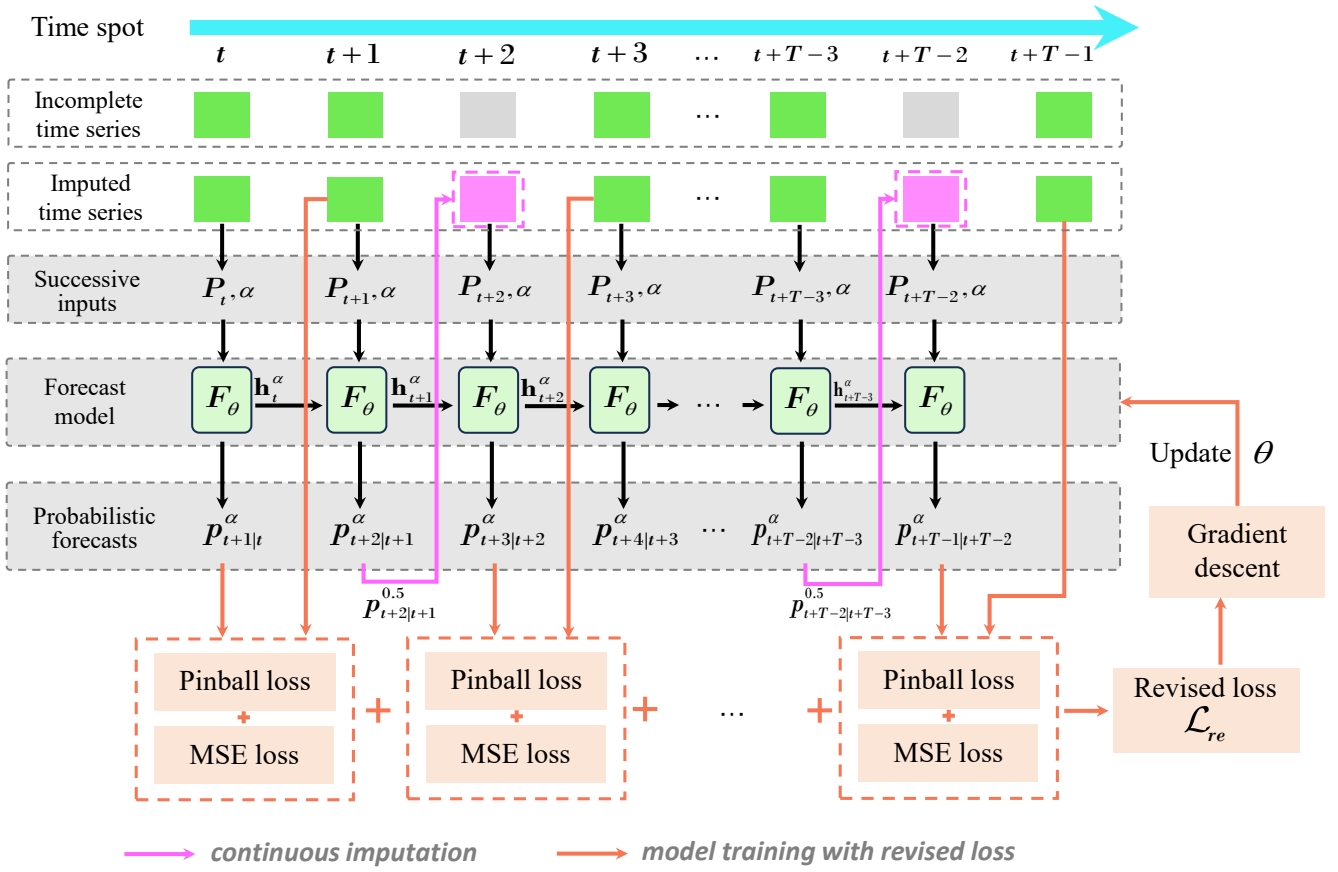 Time spot
t t+1 t+2 t+3 ... t+T−3 t+T−2 t+T−1
Incomplete
time series
...
Imputed
time series
...
Successive
inputs
P_t, α P_{t+1}, α P_{t+2}, α P_{t+3}, α P_{t+T−3}, α P_{t+T−2}, α
Forecast
model
F_θ h_t^α F_θ h_{t+1}^α F_θ h_{t+2}^α F_θ ... F_θ h_{t+T−3}^α F_θ
Update θ
Probabilistic
forecasts
p_{t+1|t}^α p_{t+2|t+1}^α p_{t+3|t+2}^α p_{t+4|t+3}^α ... p_{t+T−2|t+T−3}^α p_{t+T−1|t+T−2}^α
Gradient
descent
p_{t+2|t+1}^{0.5} p_{t+T−2|t+T−3}^{0.5}
Pinball loss
+
MSE loss
+
Pinball loss
+
MSE loss
+
...
+
Pinball loss
+
MSE loss
Revised loss
ℒ_{re}
continuous imputation
model training with revised loss